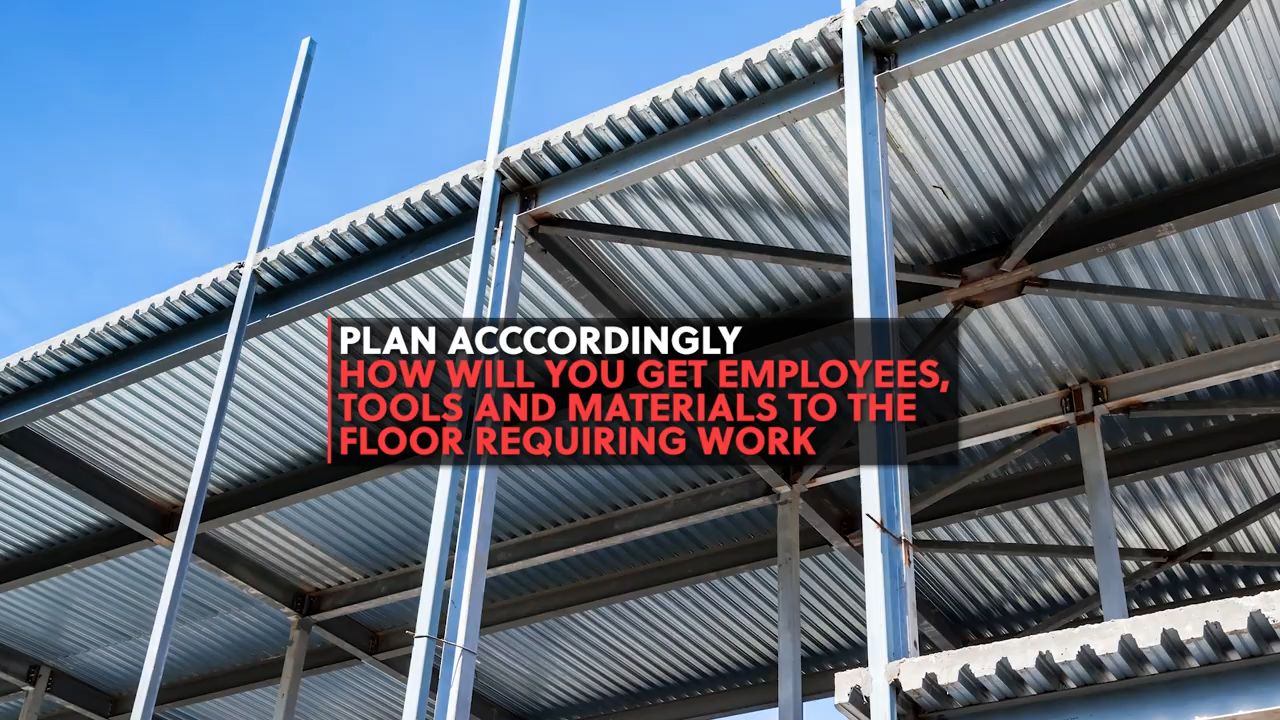 PLAN ACCCORDINGLY
HOW WILL YOU GET EMPLOYEES,
TOOLS AND MATERIALS TO THE
FLOOR REQUIRING WORK